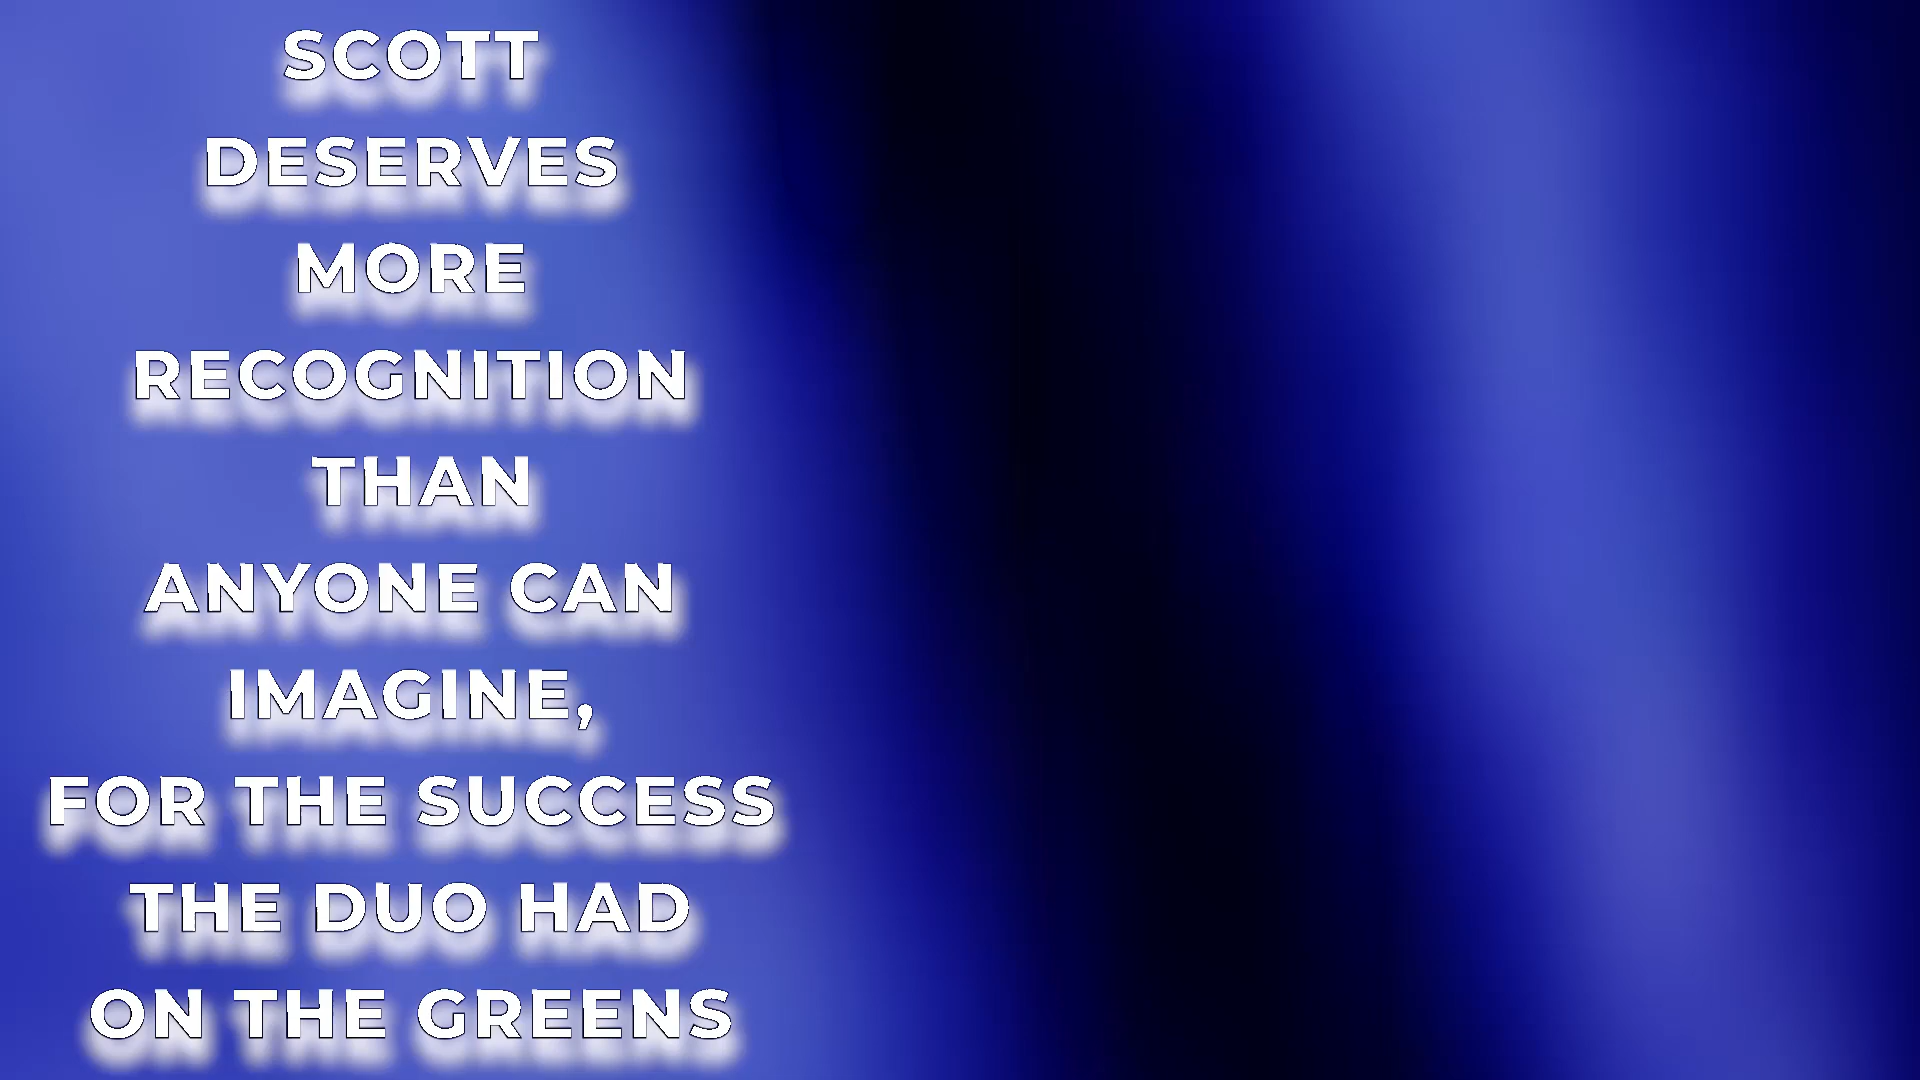 SCOTT
DESERVES
MORE
RECOGNITION
THAN
ANYONE CAN
IMAGINE,
FOR THE SUCCESS
THE DUO HAD
ON THE GREENS